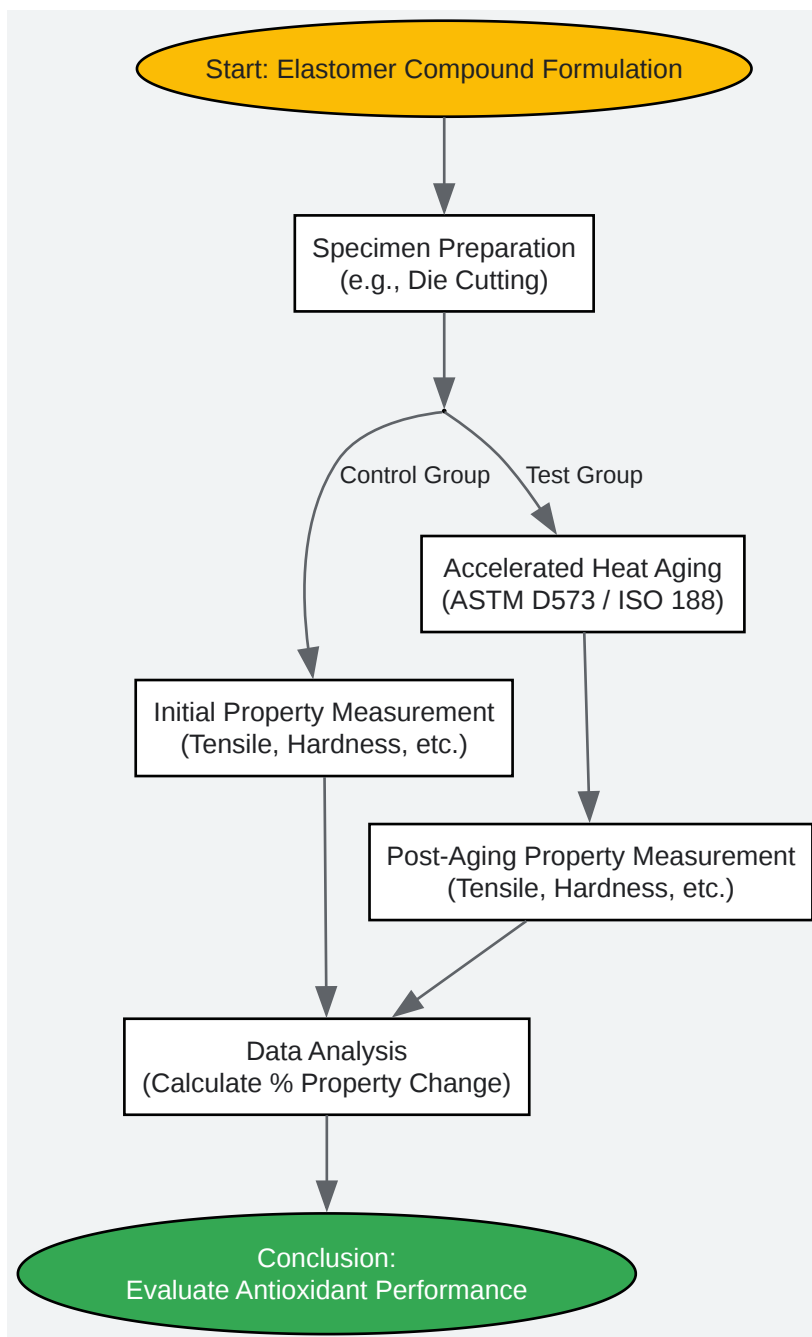 Start: Elastomer Compound Formulation
Specimen Preparation
(e.g., Die Cutting)
Control Group
Test Group
Accelerated Heat Aging
(ASTM D573 / ISO 188)
Initial Property Measurement
(Tensile, Hardness, etc.)
Post-Aging Property Measurement
(Tensile, Hardness, etc.)
Data Analysis
(Calculate % Property Change)
Conclusion:
Evaluate Antioxidant Performance